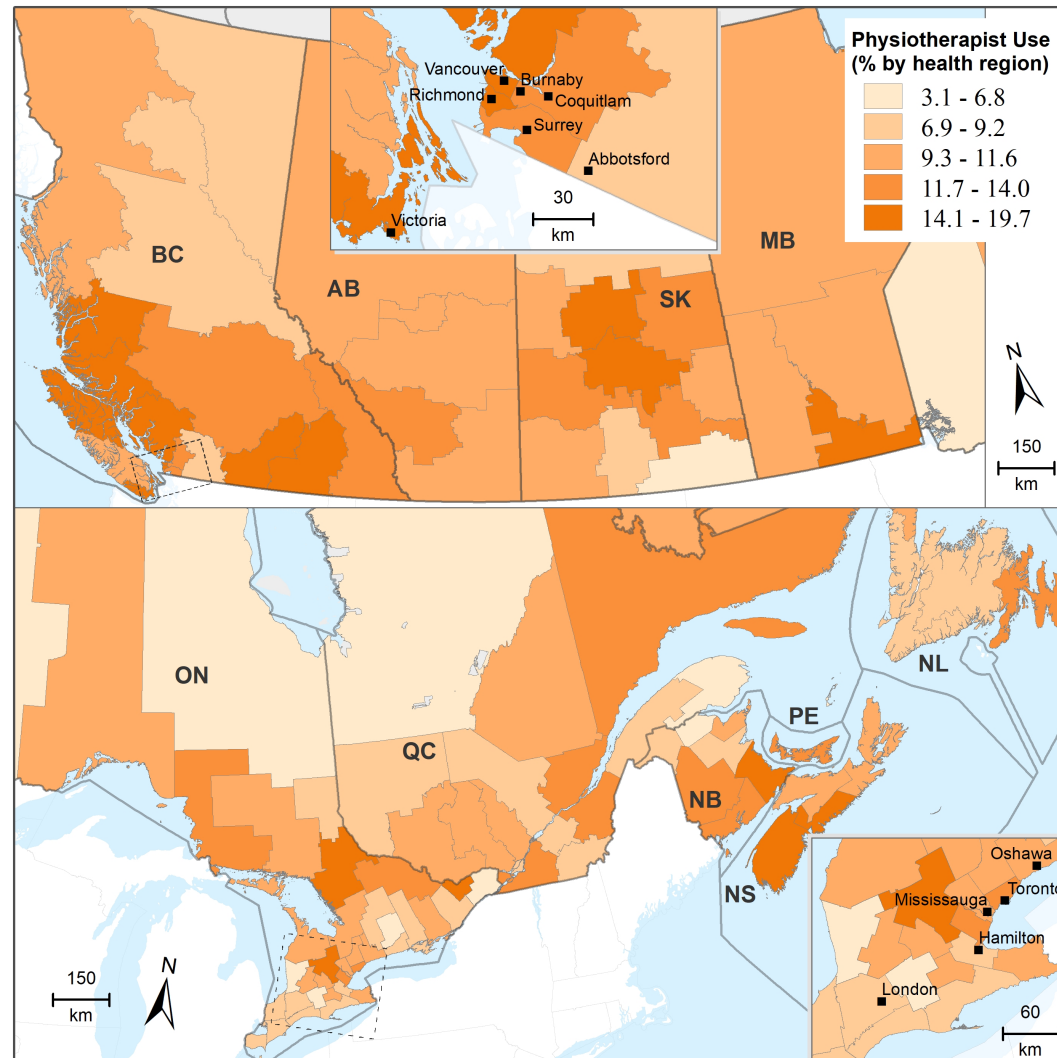 Physiotherapist Use
(% by health region)
3.1 - 6.8
6.9 - 9.2
9.3 - 11.6
11.7 - 14.0
14.1 - 19.7
Vancouver
Burnaby
Richmond
Coquitlam
Surrey
Abbotsford
30
km
Victoria
BC
AB
SK
MB
N
150
km
ON
QC
NB
PE
NS
NL
N
150
km
Oshawa
Toronto
Mississauga
Hamilton
London
60
km